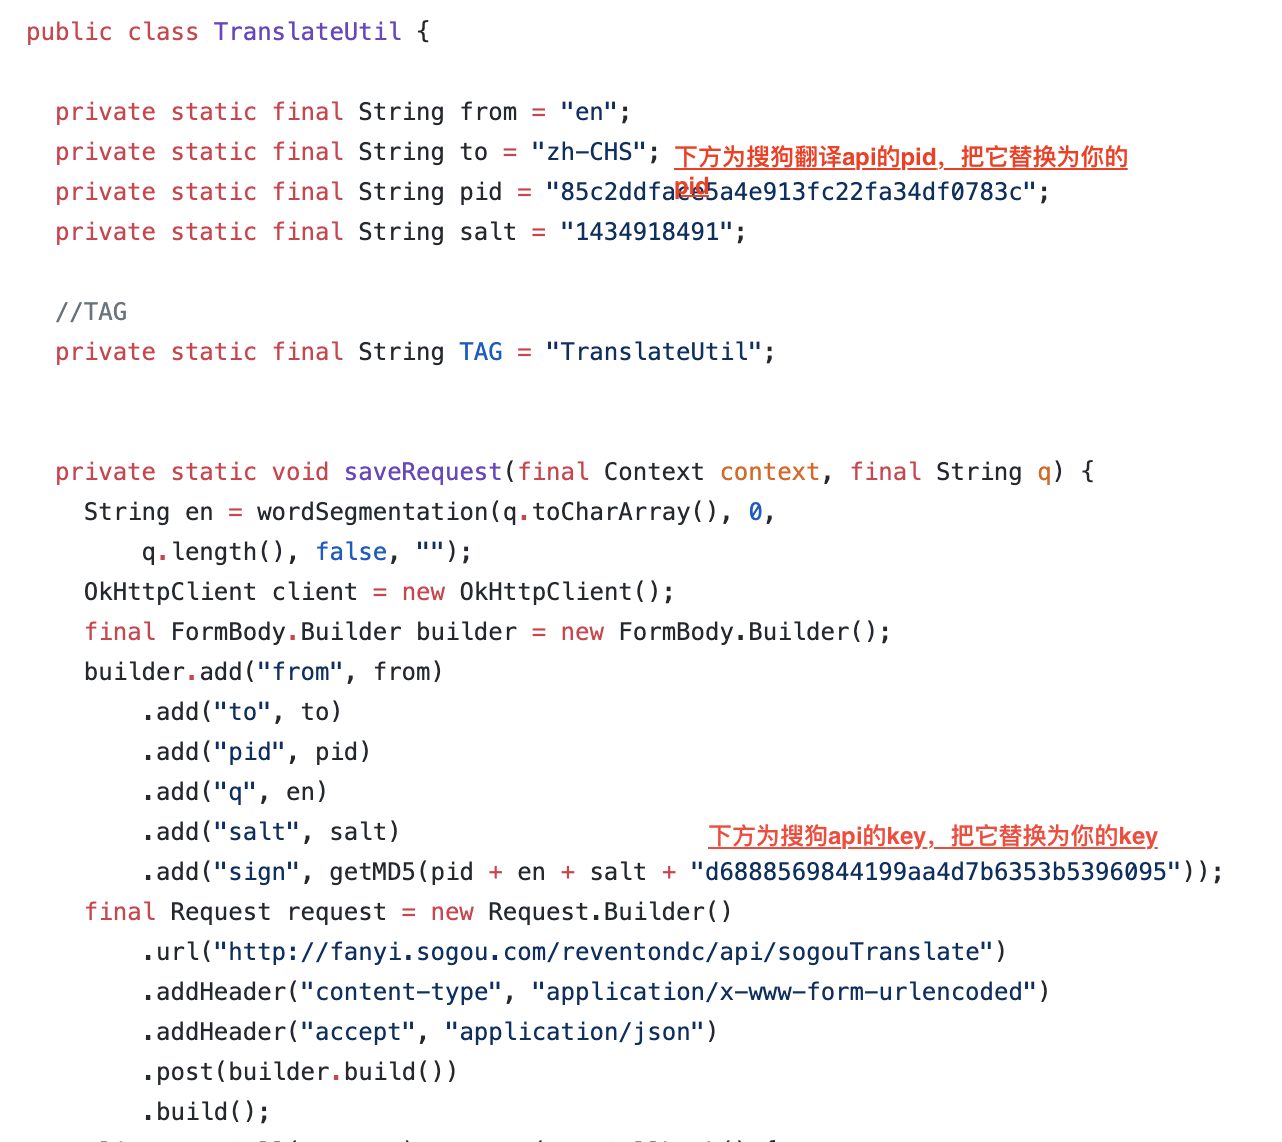 public class TranslateUtil {
private static final String from = "en";
private static final String to = "zh-CHS";
下方为搜狗翻译api的pid，把它替换为你的
pid
private static final String pid = "85c2ddface5a4e913fc22fa34df0783c";
private static final String salt = "1434918491";
//TAG
private static final String TAG = "TranslateUtil";
private static void saveRequest(final Context context, final String q) {
String en = wordSegmentation(q.toCharArray(), 0,
q.length(), false, "");
OkHttpClient client = new OkHttpClient();
final FormBody.Builder builder = new FormBody.Builder();
builder.add("from", from)
.add("to", to)
.add("pid", pid)
.add("q", en)
.add("salt", salt)
下方为搜狗api的key，把它替换为你的key
.add("sign", getMD5(pid + en + salt + "d6888569844199aa4d7b6353b5396095"));
final Request request = new Request.Builder()
.url("http://fanyi.sogou.com/reventondc/api/sogouTranslate")
.addHeader("content-type", "application/x-www-form-urlencoded")
.addHeader("accept", "application/json")
.post(builder.build())
.build();